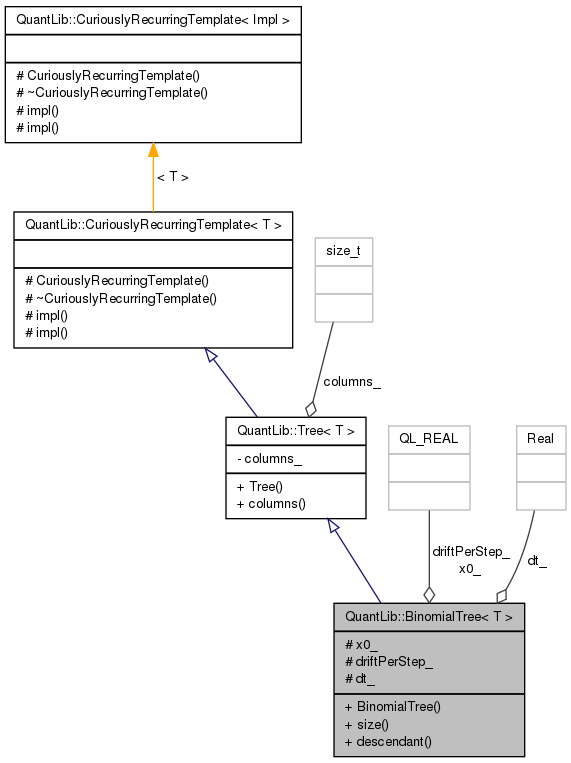 QuantLib::CuriouslyRecurringTemplate< Impl >
# CuriouslyRecurringTemplate()
# ~CuriouslyRecurringTemplate()
# impl()
# impl()
< T >
QuantLib::CuriouslyRecurringTemplate< T >
# CuriouslyRecurringTemplate()
# ~CuriouslyRecurringTemplate()
# impl()
# impl()
size_t
columns_
QuantLib::Tree< T >
- columns_
+ Tree()
+ columns()
QL_REAL
Real
driftPerStep_
x0_
dt_
QuantLib::BinomialTree< T >
# x0_
# driftPerStep_
# dt_
+ BinomialTree()
+ size()
+ descendant()